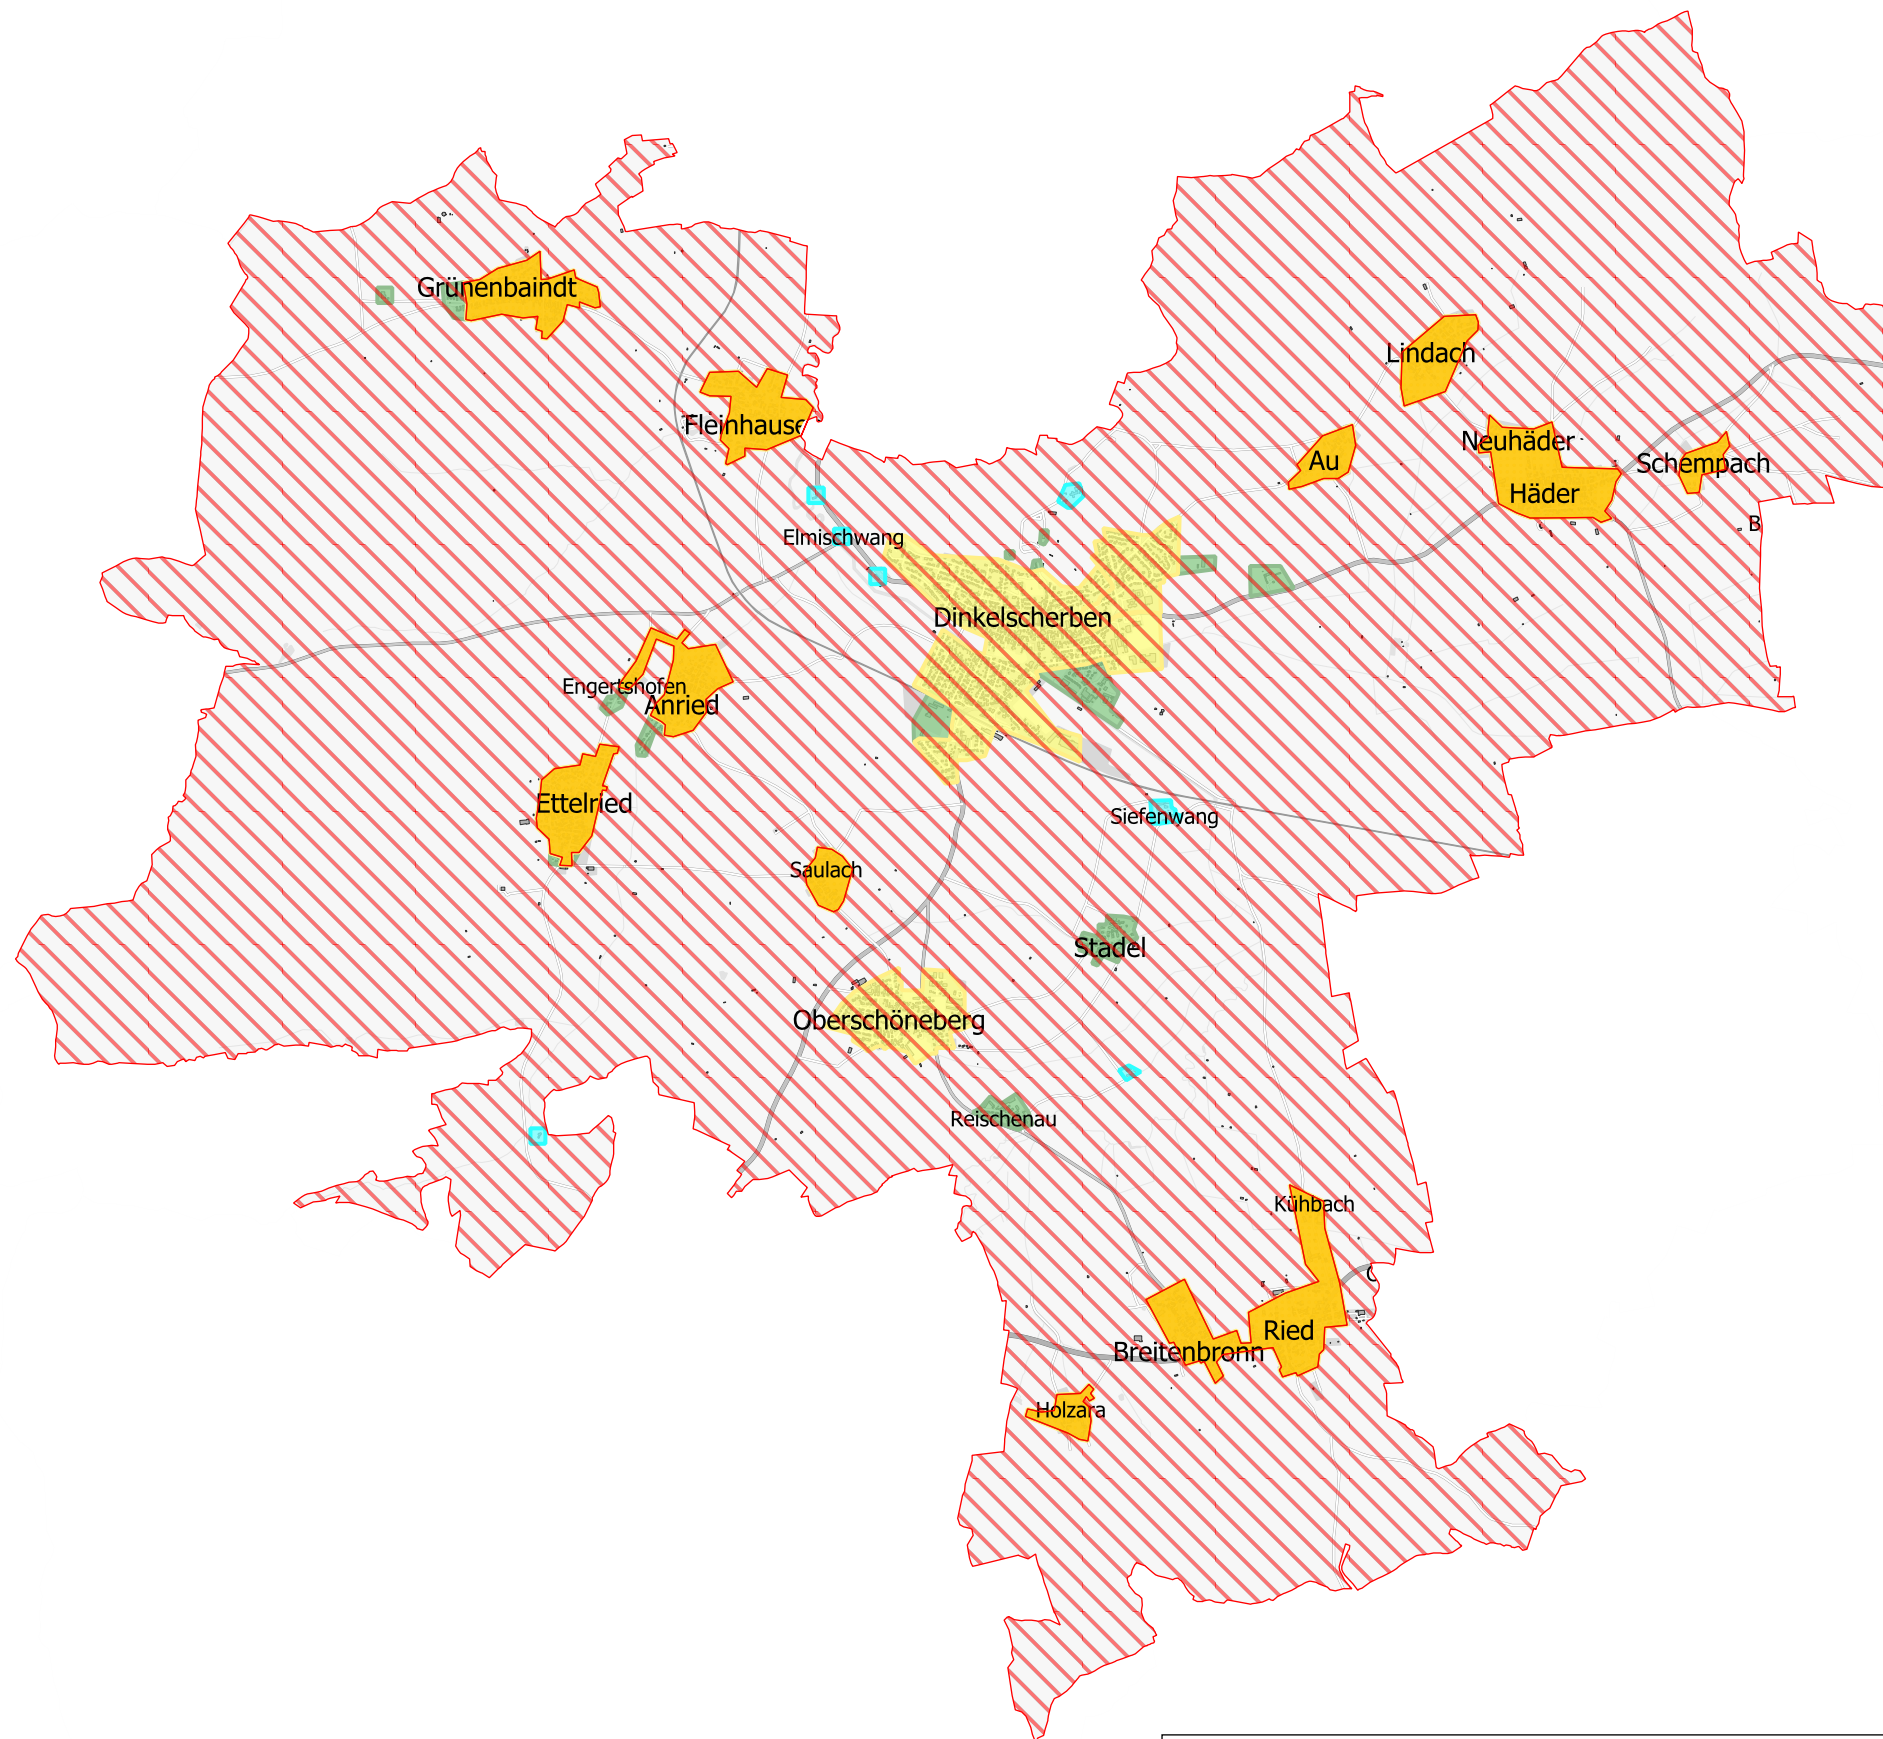 Grünenbaindt
Lindach
Fleinhause
Neuhäder
Au
Schempach
Häder
B
Elmischwang
Dinkelscherben
Engertshofen
Anried
Ettelried
Siefenwang
Saulach
Stadel
Oberschöneberg
Reischenau
Kühbach
Ried
Breitenbronn
Holzara